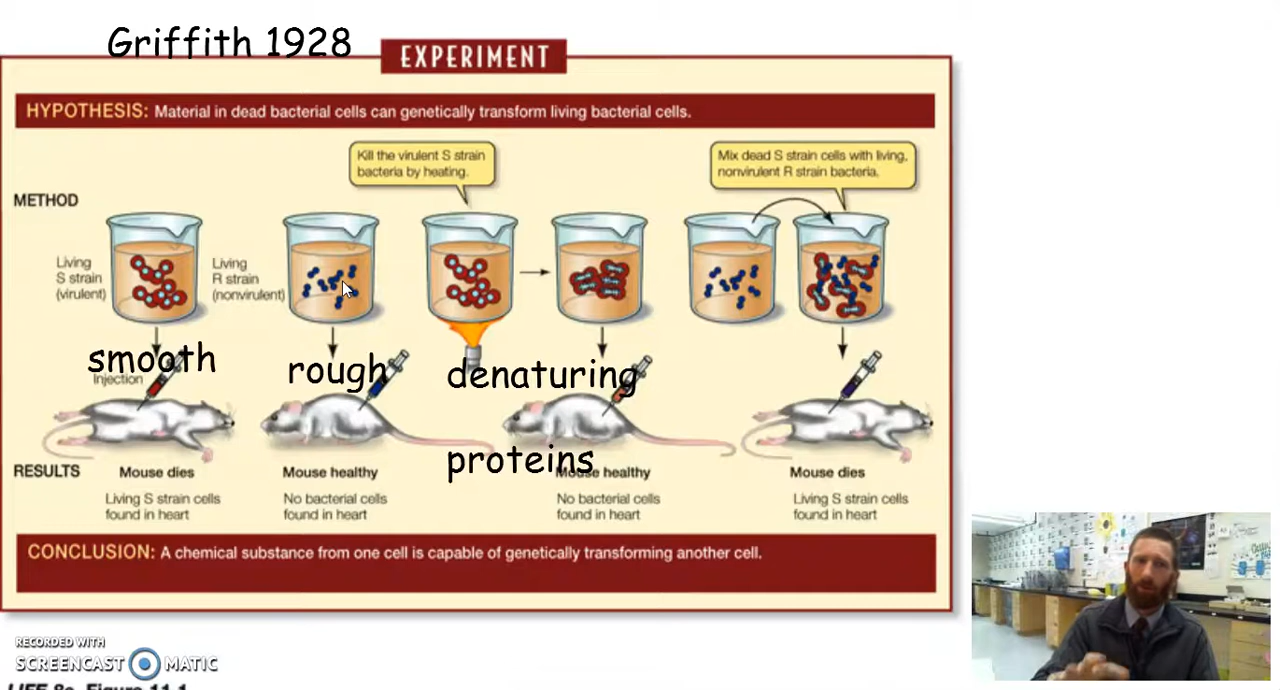 Griffith 1928
EXPERIMENT
HYPOTHESIS: Material in dead bacterial cells can genetically transform living bacterial cells.
Kill the virulent S strain
bacteria by heating.
Mix dead S strain cells with living,
nonvirulent R strain bacteria.
METHOD
Living
S strain
(virulent)
Living
R strain
(nonvirulent)
smooth
rough
denaturing
Injection
proteins
RESULTS
Mouse dies
Mouse healthy
Mouse healthy
Mouse dies
Living S strain cells
found in heart
No bacterial cells
found in heart
No bacterial cells
found in heart
Living S strain cells
found in heart
CONCLUSION: A chemical substance from one cell is capable of genetically transforming another cell.
RECORDED WITH
SCREENCAST MATIC
LIFE 8e, Figure 11.1